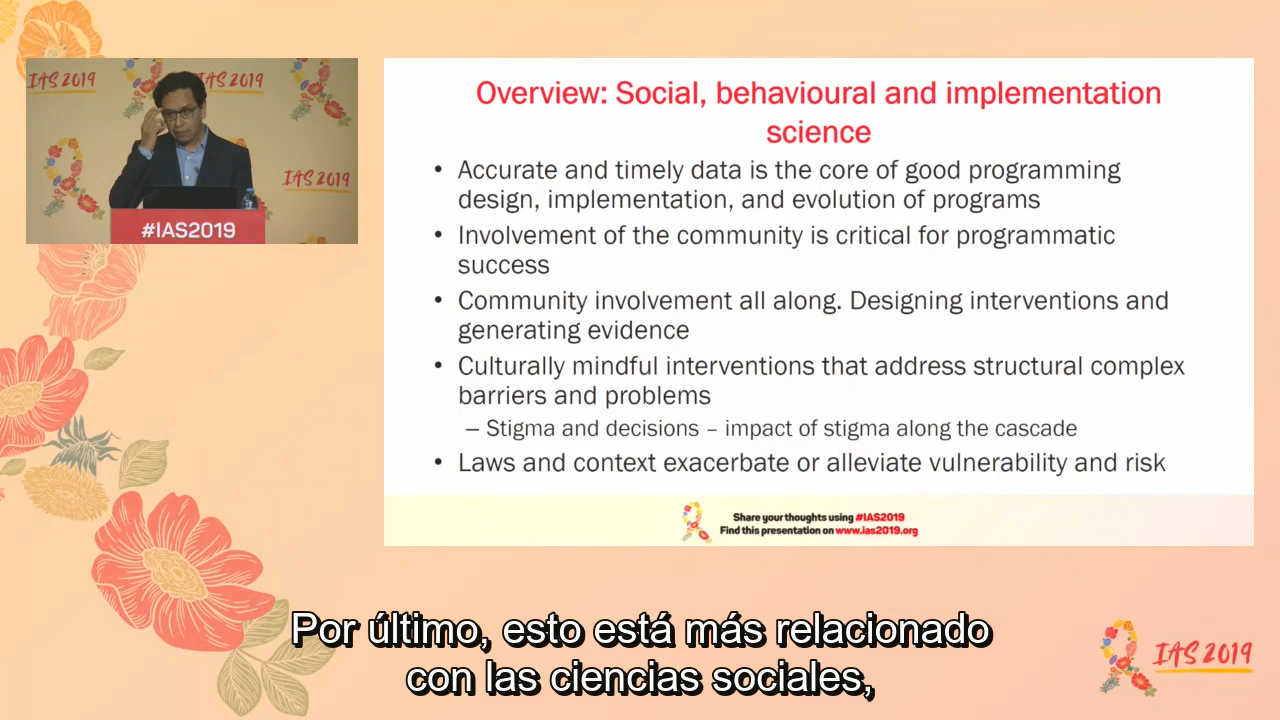 IAS 2019
IAS 2019
IAS 2019
#IAS2019
Overview: Social, behavioural and implementation
science
• Accurate and timely data is the core of good programming
design, implementation, and evolution of programs
• Involvement of the community is critical for programmatic
success
• Community involvement all along. Designing interventions and
generating evidence
• Culturally mindful interventions that address structural complex
barriers and problems
– Stigma and decisions – impact of stigma along the cascade
• Laws and context exacerbate or alleviate vulnerability and risk
Share your thoughts using #IAS2019
Find this presentation on www.ias2019.org
Por último, esto está más relacionado
con las ciencias sociales,
IAS 2019